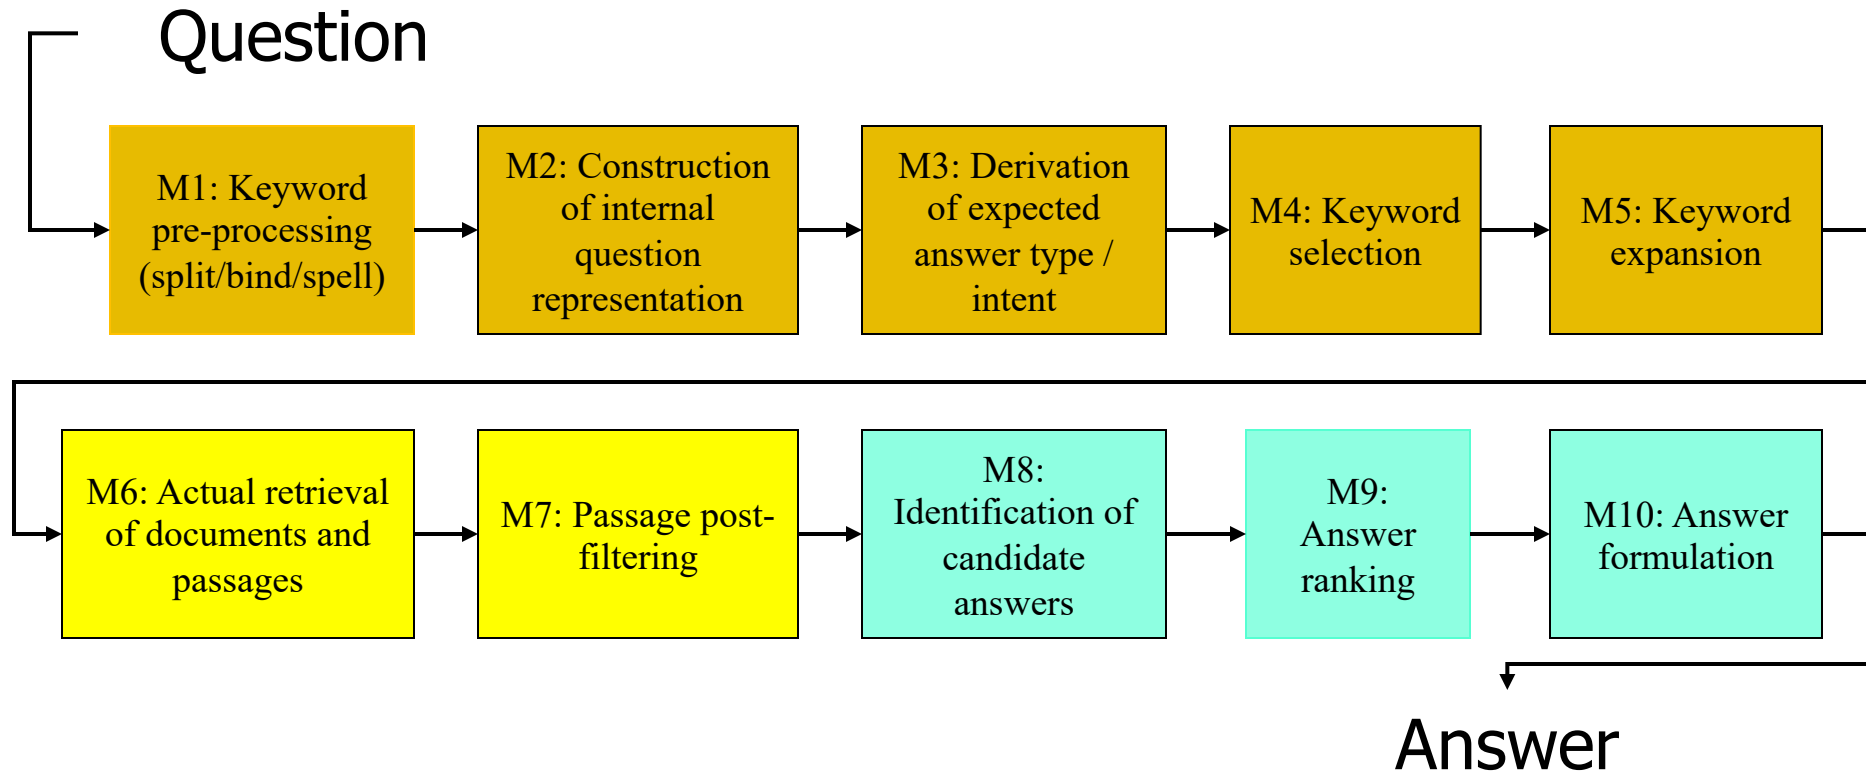 Question
M1: Keyword
pre-processing
(split/bind/spell)
M2: Construction
of internal
question
representation
M3: Derivation
of expected
answer type /
intent
M4: Keyword
selection
M5: Keyword
expansion
M6: Actual retrieval
of documents and
passages
M7: Passage post-
filtering
M8:
Identification of
candidate
answers
M9:
Answer
ranking
M10: Answer
formulation
Answer